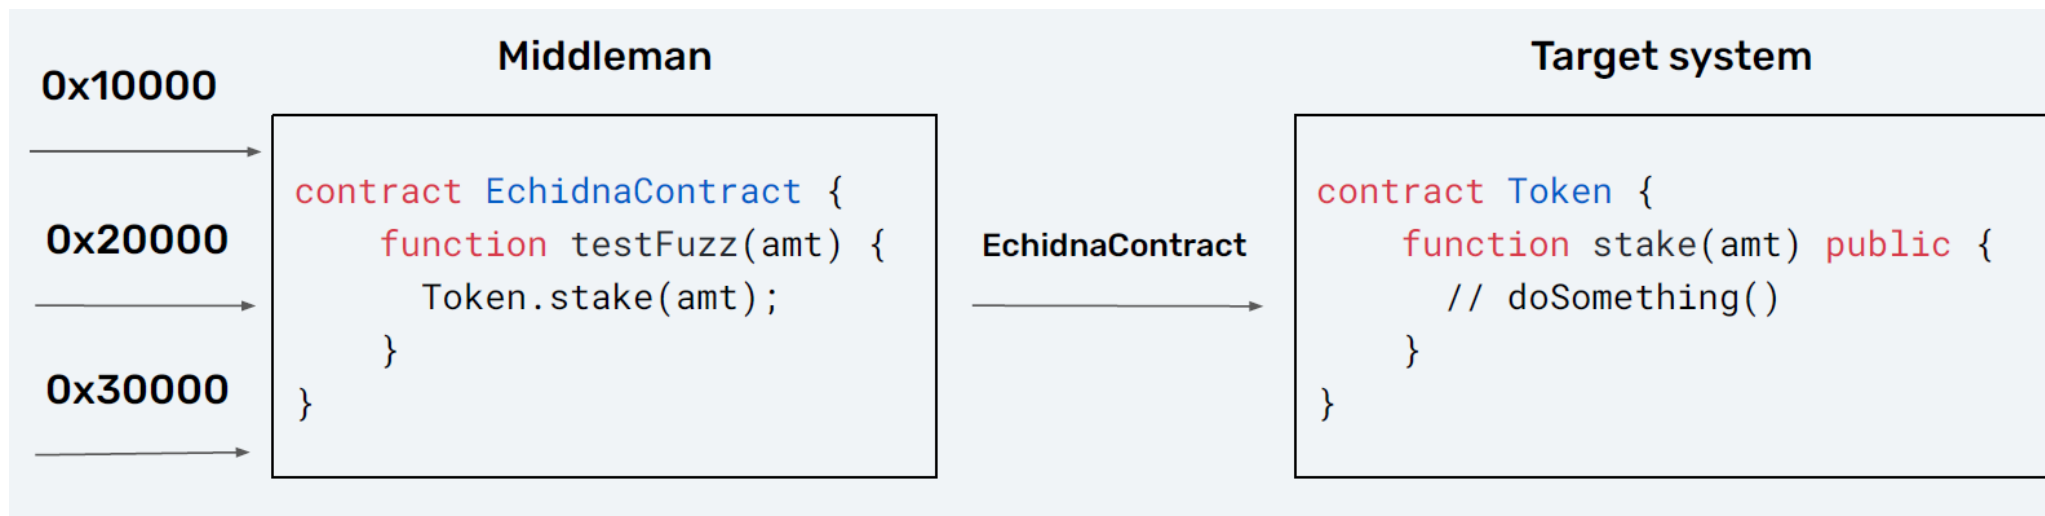 Middleman
Target system
0x10000
0x20000
0x30000
contract EchidnaContract {
function testFuzz(amt) {
Token.stake(amt);
}
}
EchidnaContract
contract Token {
function stake(amt) public {
// doSomething()
}
}